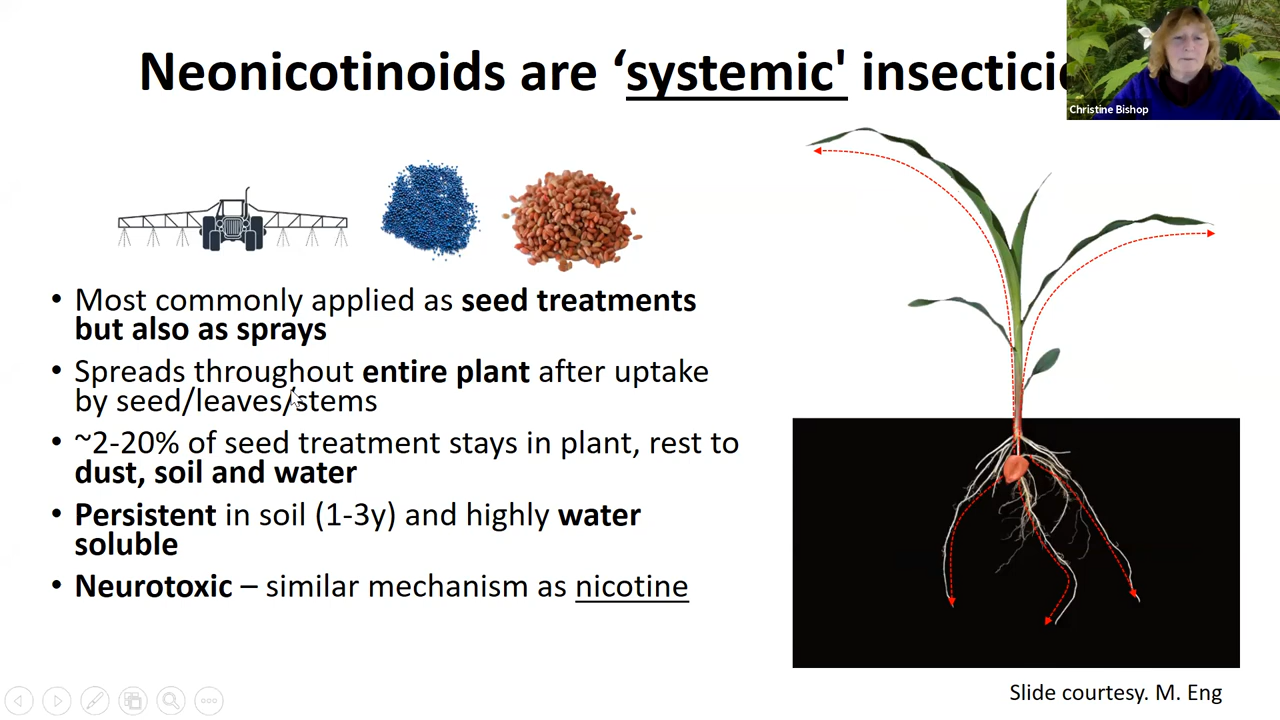 Neonicotinoids are ‘systemic' insectici
Christine Bishop
• Most commonly applied as seed treatments
but also as sprays
• Spreads throughout entire plant after uptake
by seed/leaves/stems
• ~2-20% of seed treatment stays in plant, rest to
dust, soil and water
• Persistent in soil (1-3y) and highly water
soluble
• Neurotoxic – similar mechanism as nicotine
Slide courtesy. M. Eng